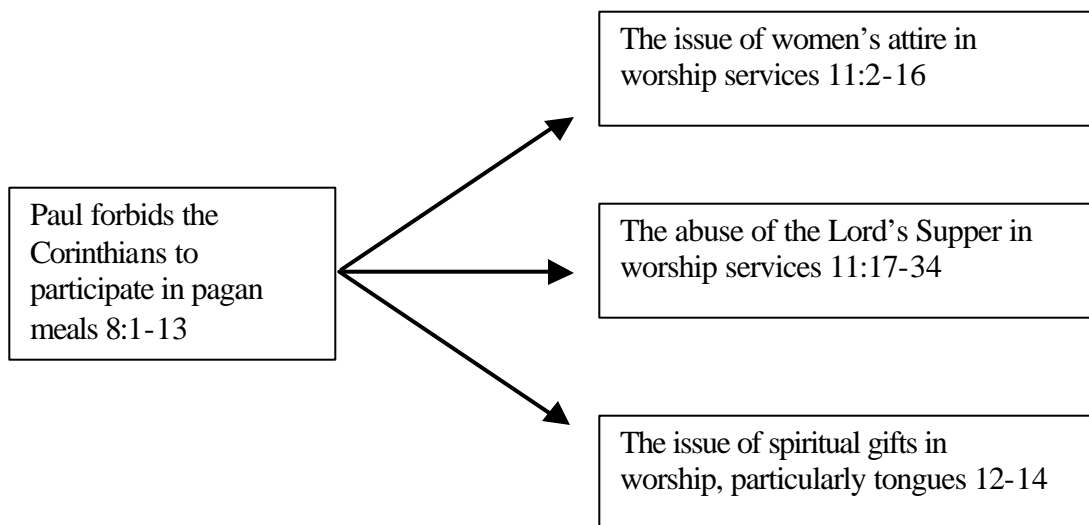 The issue of women’s attire in
worship services 11:2-16
Paul forbids the
Corinthians to
participate in pagan
meals 8:1-13
The abuse of the Lord’s Supper in
worship services 11:17-34
The issue of spiritual gifts in
worship, particularly tongues 12-14